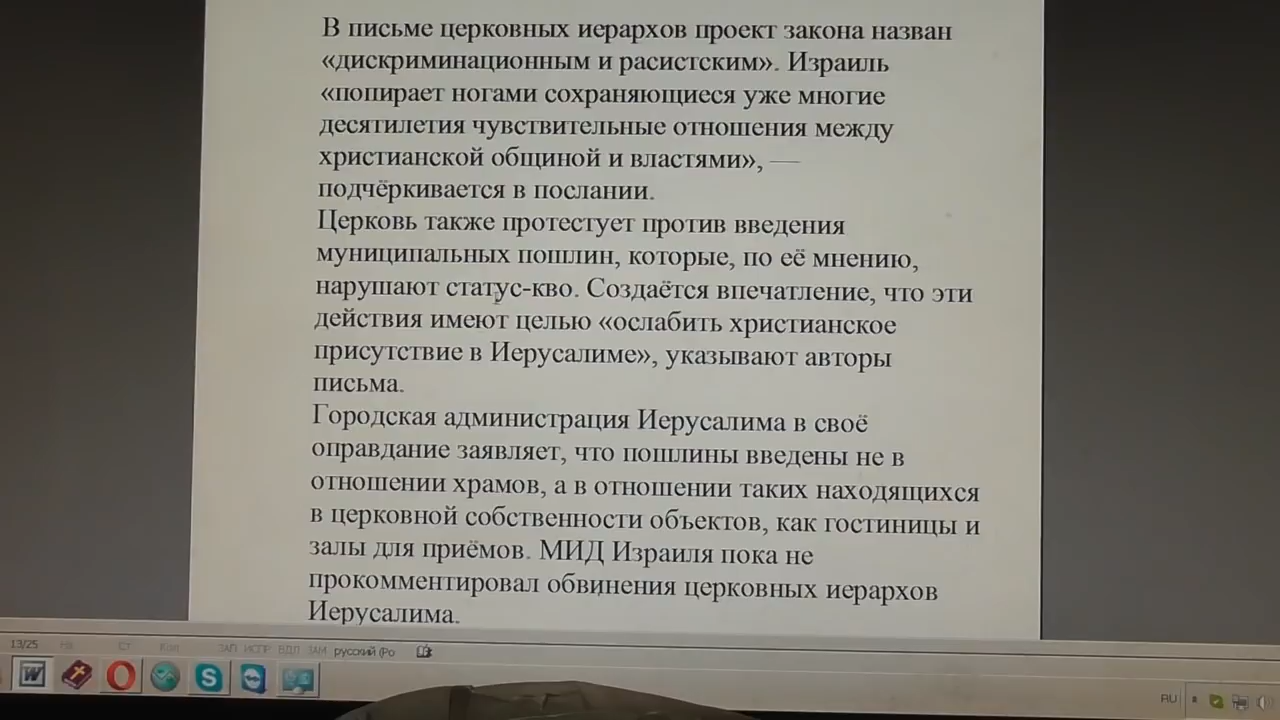 В письме церковных иерархов проект закона назван
«дискриминационным и расистским». Израиль
«попирает ногами сохраняющиеся уже многие
десятилетия чувствительные отношения между
христианской общиной и властями», —
подчёркивается в послании.
Церковь также протестует против введения
муниципальных пошлин, которые, по её мнению,
нарушают статус-кво. Создаётся впечатление, что эти
действия имеют целью «ослабить христианское
присутствие в Иерусалиме», указывают авторы
письма.
Городская администрация Иерусалима в своё
оправдание заявляет, что пошлины введены не в
отношении храмов, а в отношении таких находящихся
в церковной собственности объектов, как гостиницы и
залы для приёмов. МИД Израиля пока не
прокомментировал обвинения церковных иерархов
Иерусалима.
13/25 На Ст Кол ЗАП ИСПР ВДЛ ЗАМ русский (Ро
RU